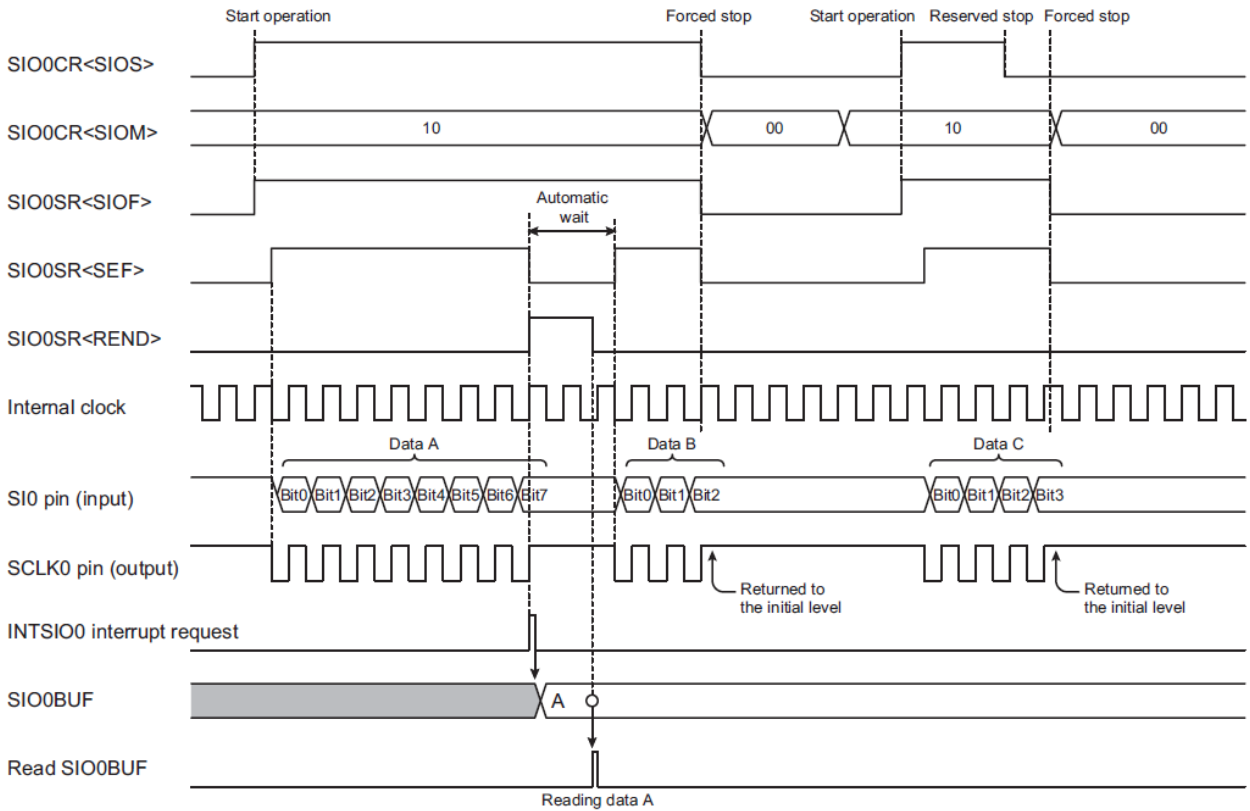 Start operation
Forced stop
Start operation
Reserved stop
Forced stop
SIO0CR<SIOS>
SIO0CR<SIOM>
10
00
10
00
SIO0SR<SIOF>
Automatic
wait
SIO0SR<SEF>
SIO0SR<REND>
Internal clock
Data A
Data B
Data C
SI0 pin (input)
Bit0 Bit1 Bit2 Bit3 Bit4 Bit5 Bit6 Bit7
Bit0 Bit1 Bit2
Bit0 Bit1 Bit2 Bit3
SCLK0 pin (output)
Returned to
the initial level
Returned to
the initial level
INTSIO0 interrupt request
SIO0BUF
A
Read SIO0BUF
Reading data A